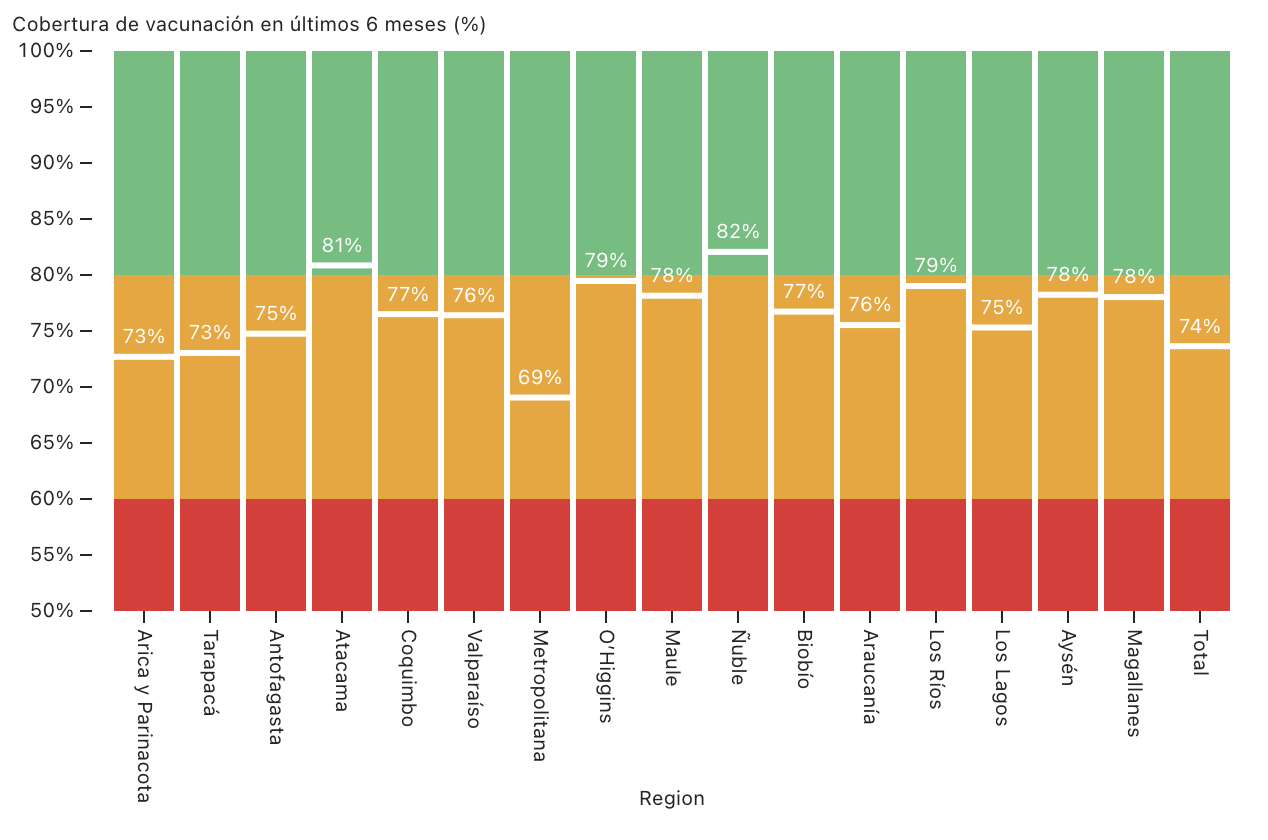 Cobertura de vacunación en últimos 6 meses (%)
100%
95%
90%
85%
80%
75%
70%
65%
60%
55%
50%
73%
73%
75%
81%
77%
76%
69%
79%
78%
82%
77%
76%
79%
75%
78%
78%
74%
Arica y Parinacota
Tarapacá
Antofagasta
Atacama
Coquimbo
Valparaíso
Metropolitana
O’Higgins
Maule
Ñuble
Biobío
Araucanía
Los Ríos
Los Lagos
Aysén
Magallanes
Total
Region